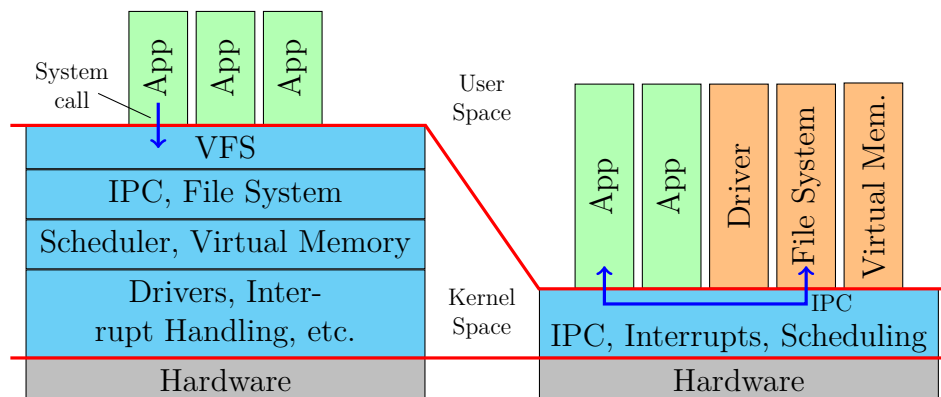 App
App
App
System
call
VFS
IPC, File System
Scheduler, Virtual Memory
Drivers, Inter-
rupt Handling, etc.
Hardware
User
Space
Kernel
Space
App
App
Driver
File System
Virtual Mem.
IPC
IPC, Interrupts, Scheduling
Hardware